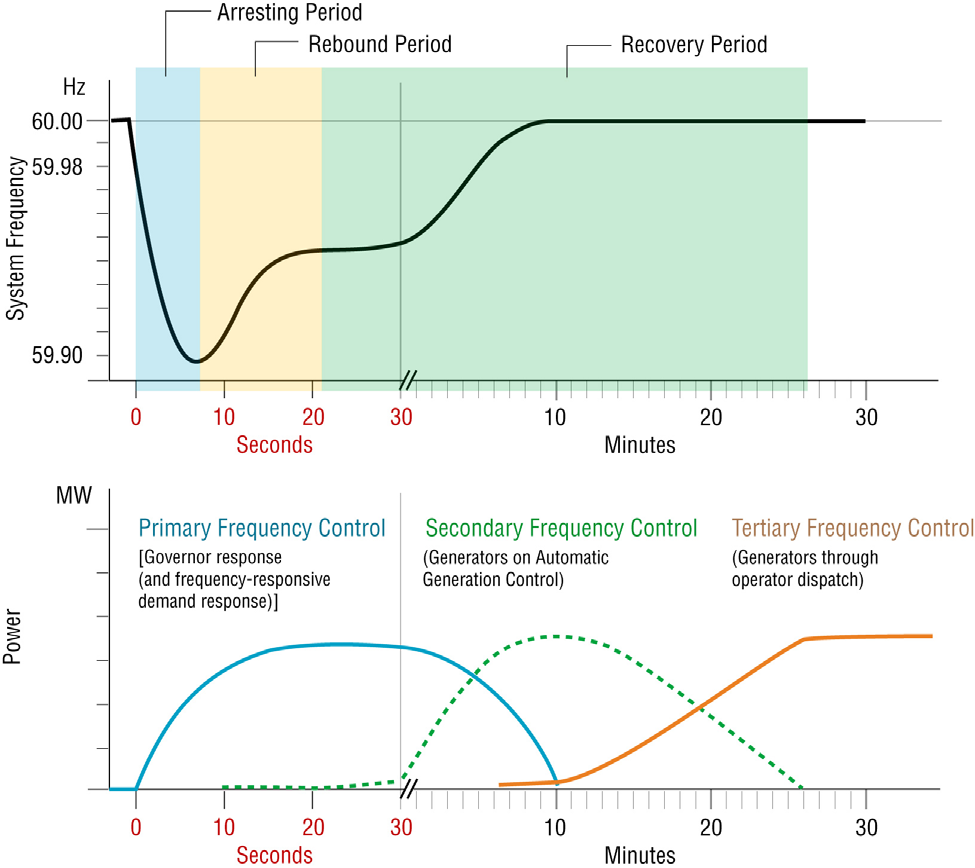 Arresting Period
Rebound Period
Recovery Period
Hz
60.00
59.98
59.90
System Frequency
0 10 20 30 10 20 30
Seconds Minutes
MW
Primary Frequency Control
[Governor response
(and frequency-responsive
demand response)]
Secondary Frequency Control
(Generators on Automatic
Generation Control)
Tertiary Frequency Control
(Generators through
operator dispatch)
Power
0 10 20 30 10 20 30
Seconds Minutes